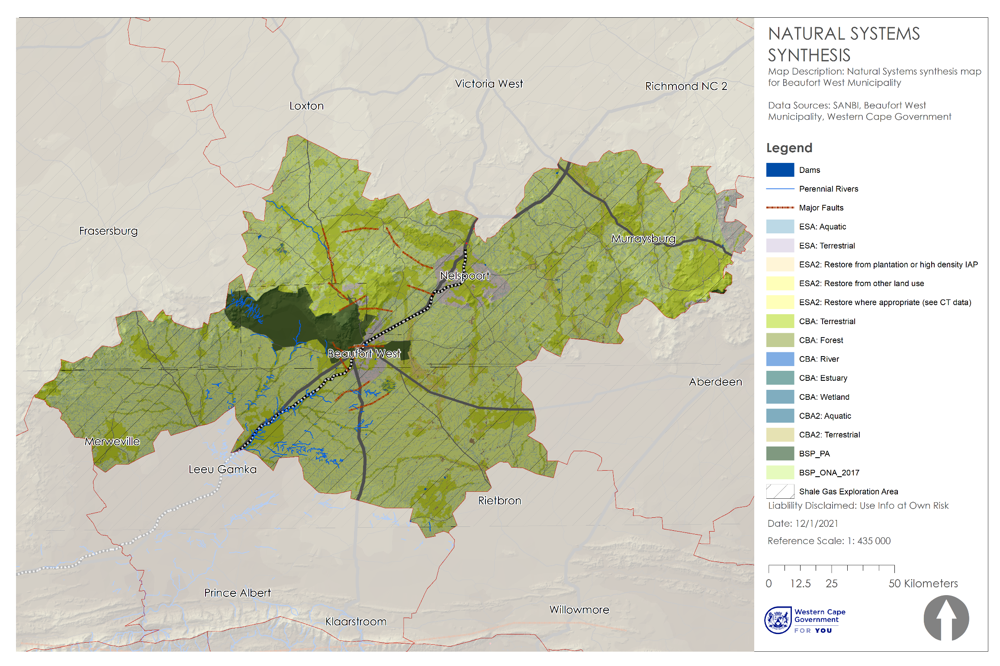 NATURAL SYSTEMS
SYNTHESIS
Map Description: Natural Systems synthesis map
for Beaufort West Municipality
Data Sources: SANBI, Beaufort West
Municipality, Western Cape Government
Legend
Dams
Perennial Rivers
Major Faults
ESA: Aquatic
ESA: Terrestrial
ESA2: Restore from plantation or high density IAP
ESA2: Restore from other land use
ESA2: Restore where appropriate (see CT data)
CBA: Terrestrial
CBA: Forest
CBA: River
CBA: Estuary
CBA: Wetland
CBA2: Aquatic
CBA2: Terrestrial
BSP_PA
BSP_ONA_2017
Shale Gas Exploration Area
Liablility Disclaimed: Use Info at Own Risk
Date: 12/1/2021
Reference Scale: 1: 435 000
0 12.5 25 50 Kilometers
Western Cape
Government
FOR YOU
Victoria West
Richmond NC 2
Loxton
Frasersburg
Murraysburg
Nelspoort
Beaufort West
Aberdeen
Merweville
Leeu Gamka
Rietbron
Prince Albert
Willowmore
Klaarstroom